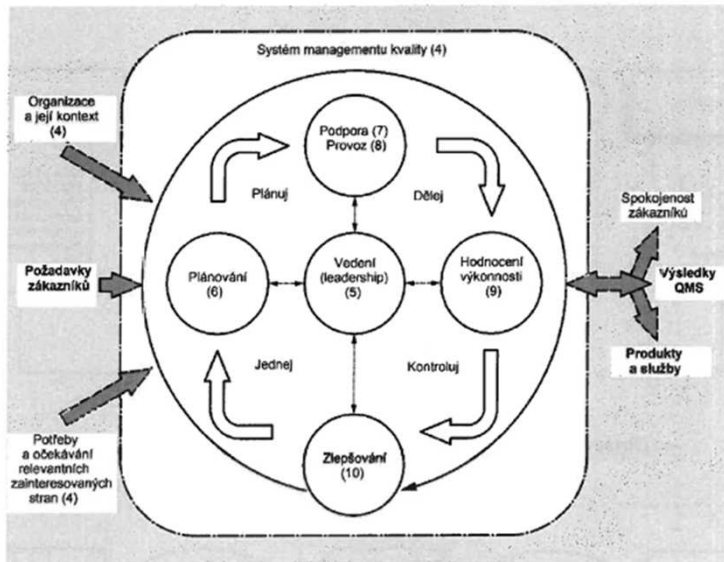 Systém managementu kvality (4)
Organizace
a její kontext
(4)
Podpora (7)
Provoz (8)
Plánuj
Dělej
Spokojenost
zákazníků
Požadavky
zákazníků
Plánování
(6)
Vedení
(leadership)
(5)
Hodnocení
výkonnosti
(9)
Výsledky
QMS
Jednej
Kontroluj
Produkty
a služby
Potřeby
a očekávání
relevantních
zainteresovaných
stran (4)
Zlepšování
(10)